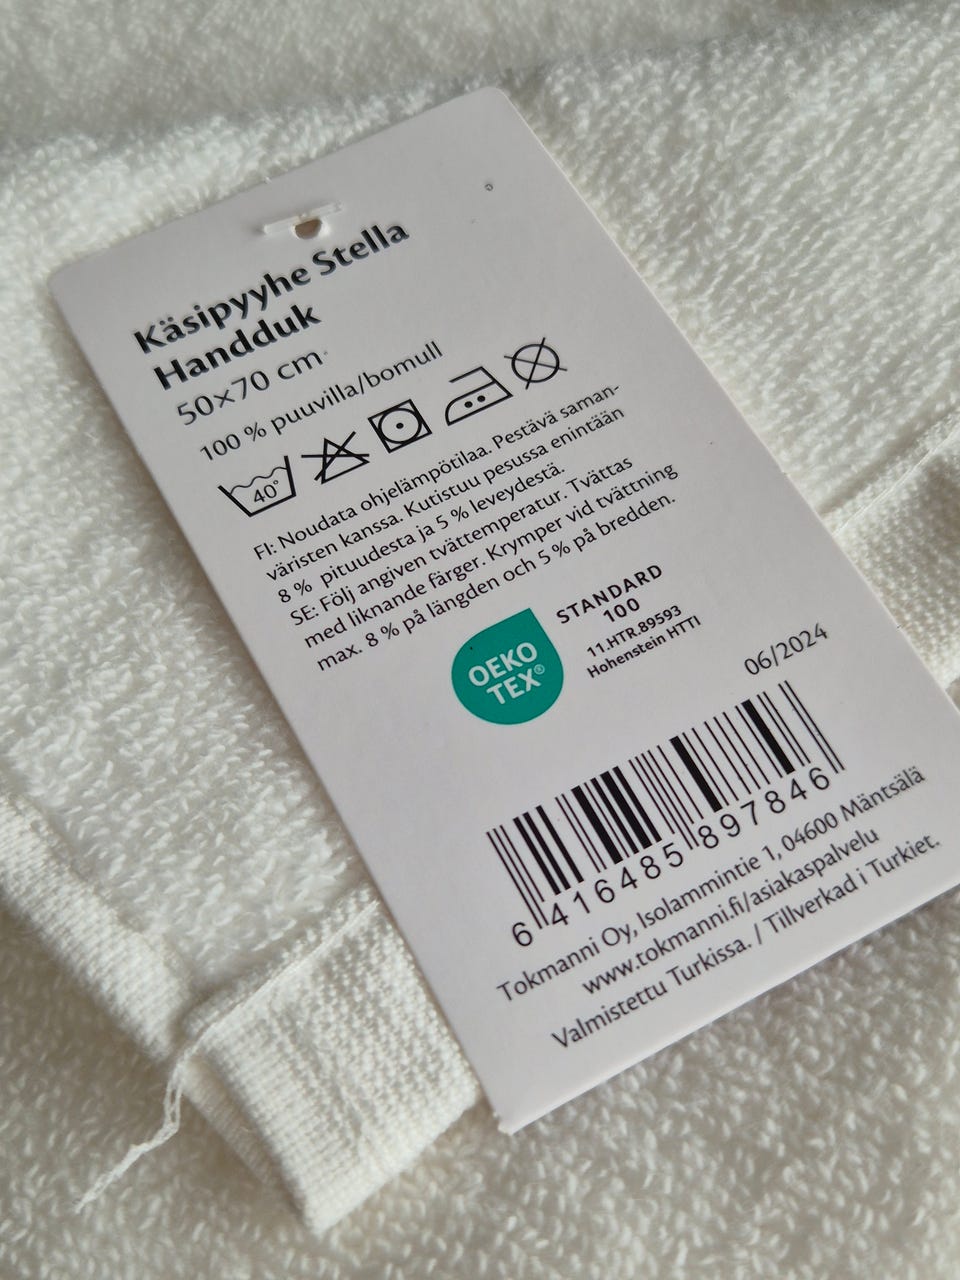 Käsipyyhe Stella
Handduk
50×70 cm
100 % puuvilla/bomull
40°
FI: Noudata ohjelämpötilaa. Pestävä saman-
väristen kanssa. Kutistuu pesussa enintään
8 % pituudesta ja 5 % leveydestä.
SE: Följ angiven tvättemperatur. Tvättas
med liknande färger. Krymper vid tvättning
max. 8 % på längden och 5 % på bredden.
OEKO
TEX®
STANDARD
100
11.HTR.89593
Hohenstein HTTI
06/2024
6 416485 897846
Tokmanni Oy, Isolammintie 1, 04600 Mäntsälä
www.tokmanni.fi/asiakaspalvelu
Valmistettu Turkissa. / Tillverkad i Turkiet.